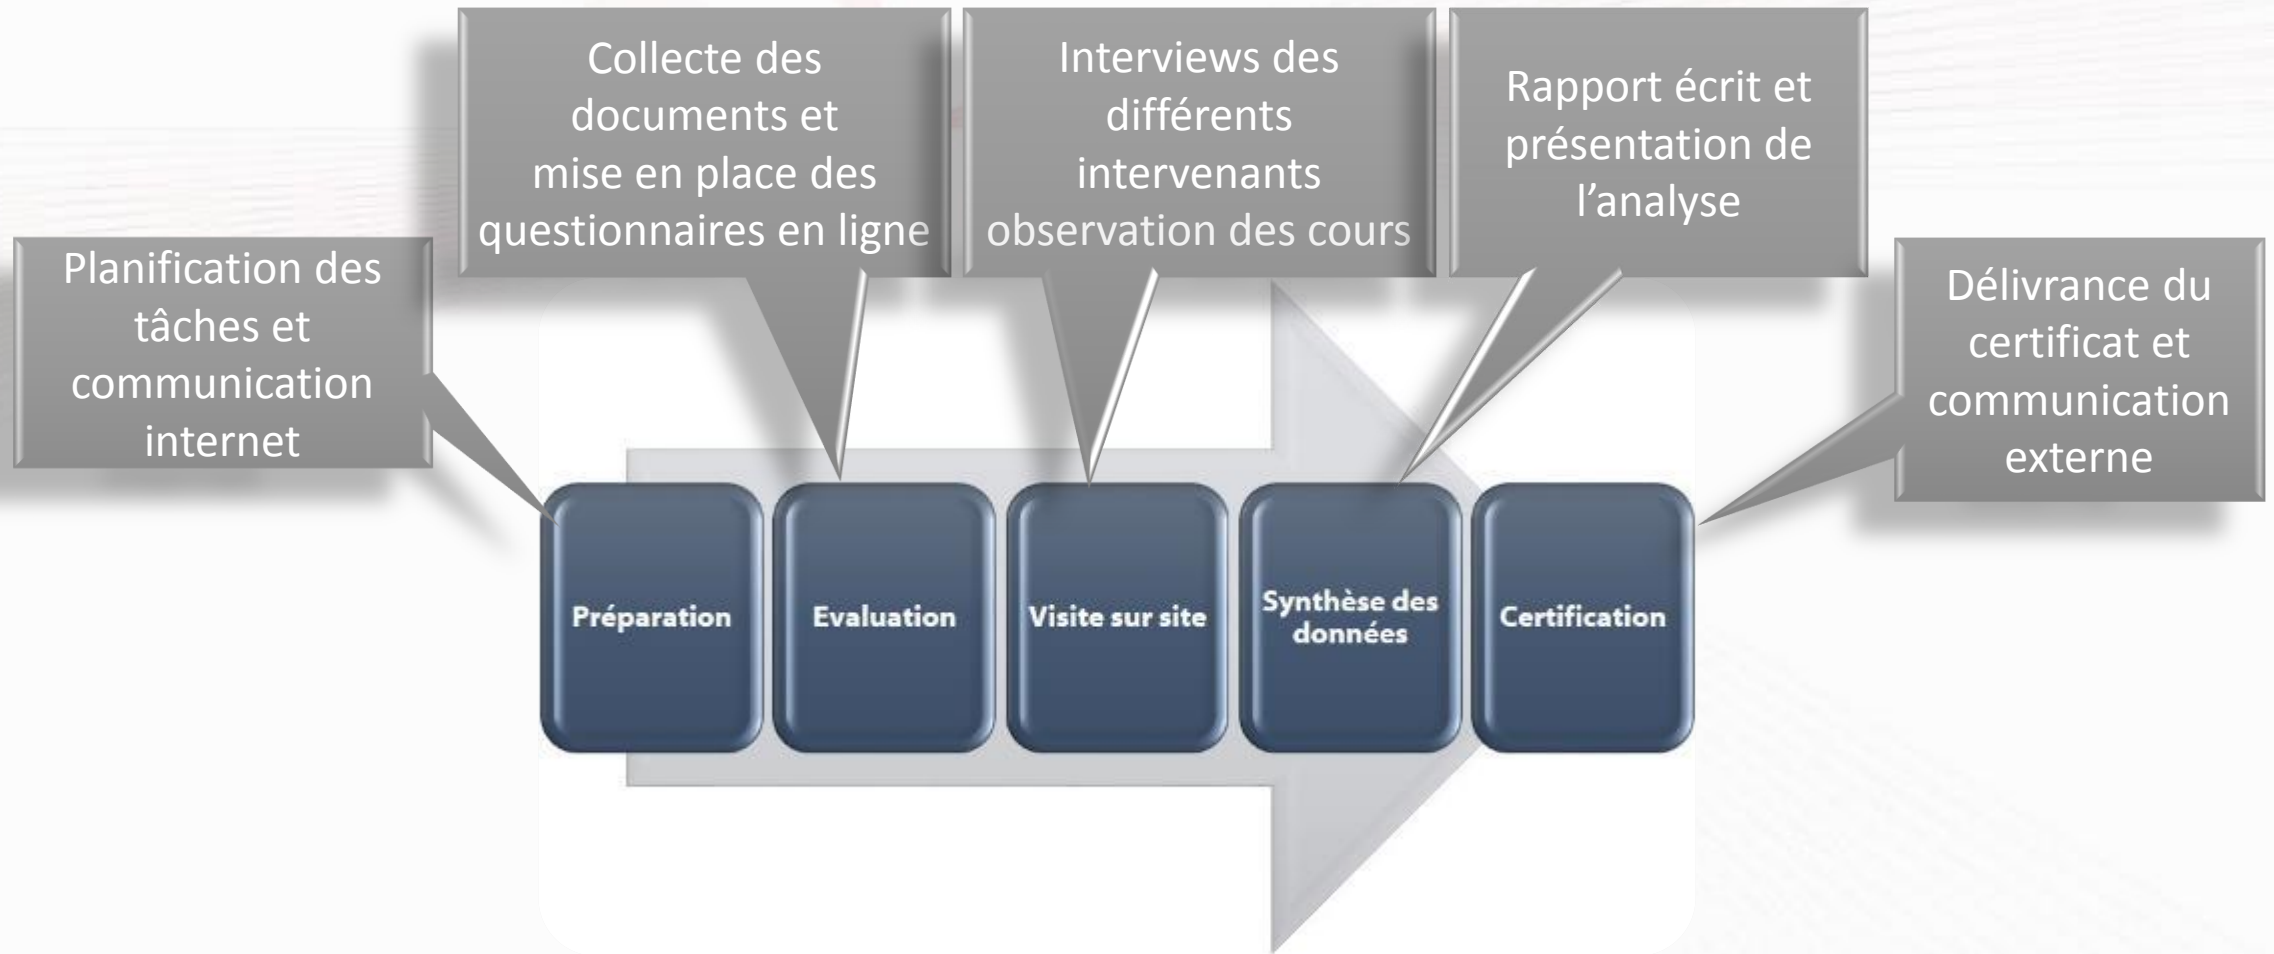 Collecte des
documents et
mise en place des
questionnaires en ligne
Interviews des
différents
intervenants
observation des cours
Rapport écrit et
présentation de
l'analyse
Planification des
tâches et
communication
internet
Délivrance du
certificat et
communication
externe
Préparation
Evaluation
Visite sur site
Synthèse des
données
Certification